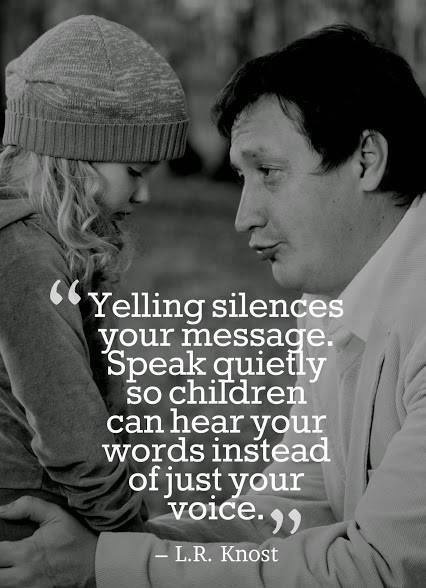 “ Yelling silences
your message.
Speak quietly
so children
can hear your
words instead
of just your
voice. ”
– L.R. Knost